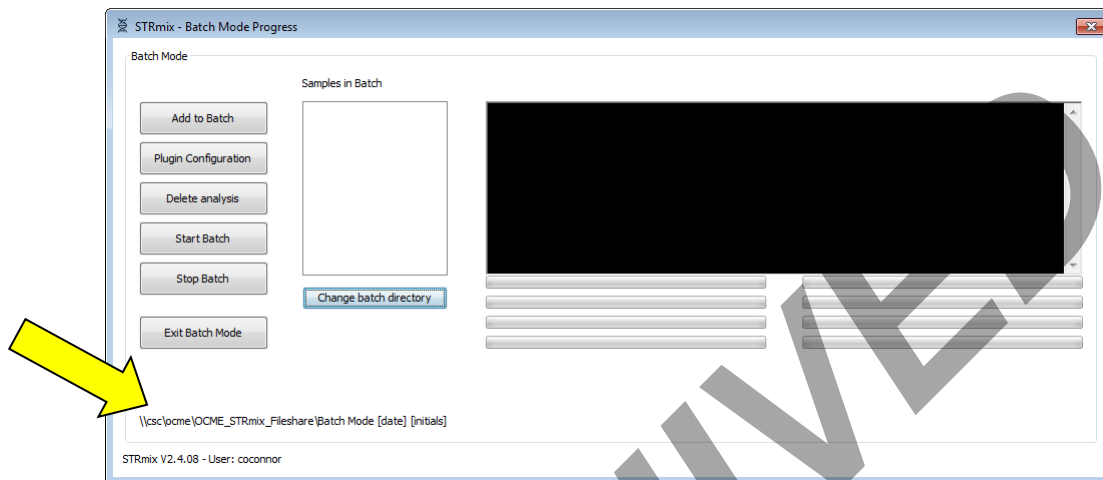 STRmix - Batch Mode Progress
Batch Mode
Samples in Batch
Add to Batch
Plugin Configuration
Delete analysis
Start Batch
Stop Batch
Change batch directory
Exit Batch Mode
\\csc\ocme\OCME_STRmix_Fileshare\Batch Mode [date] [initials]
STRmix V2.4.08 - User: coconnor